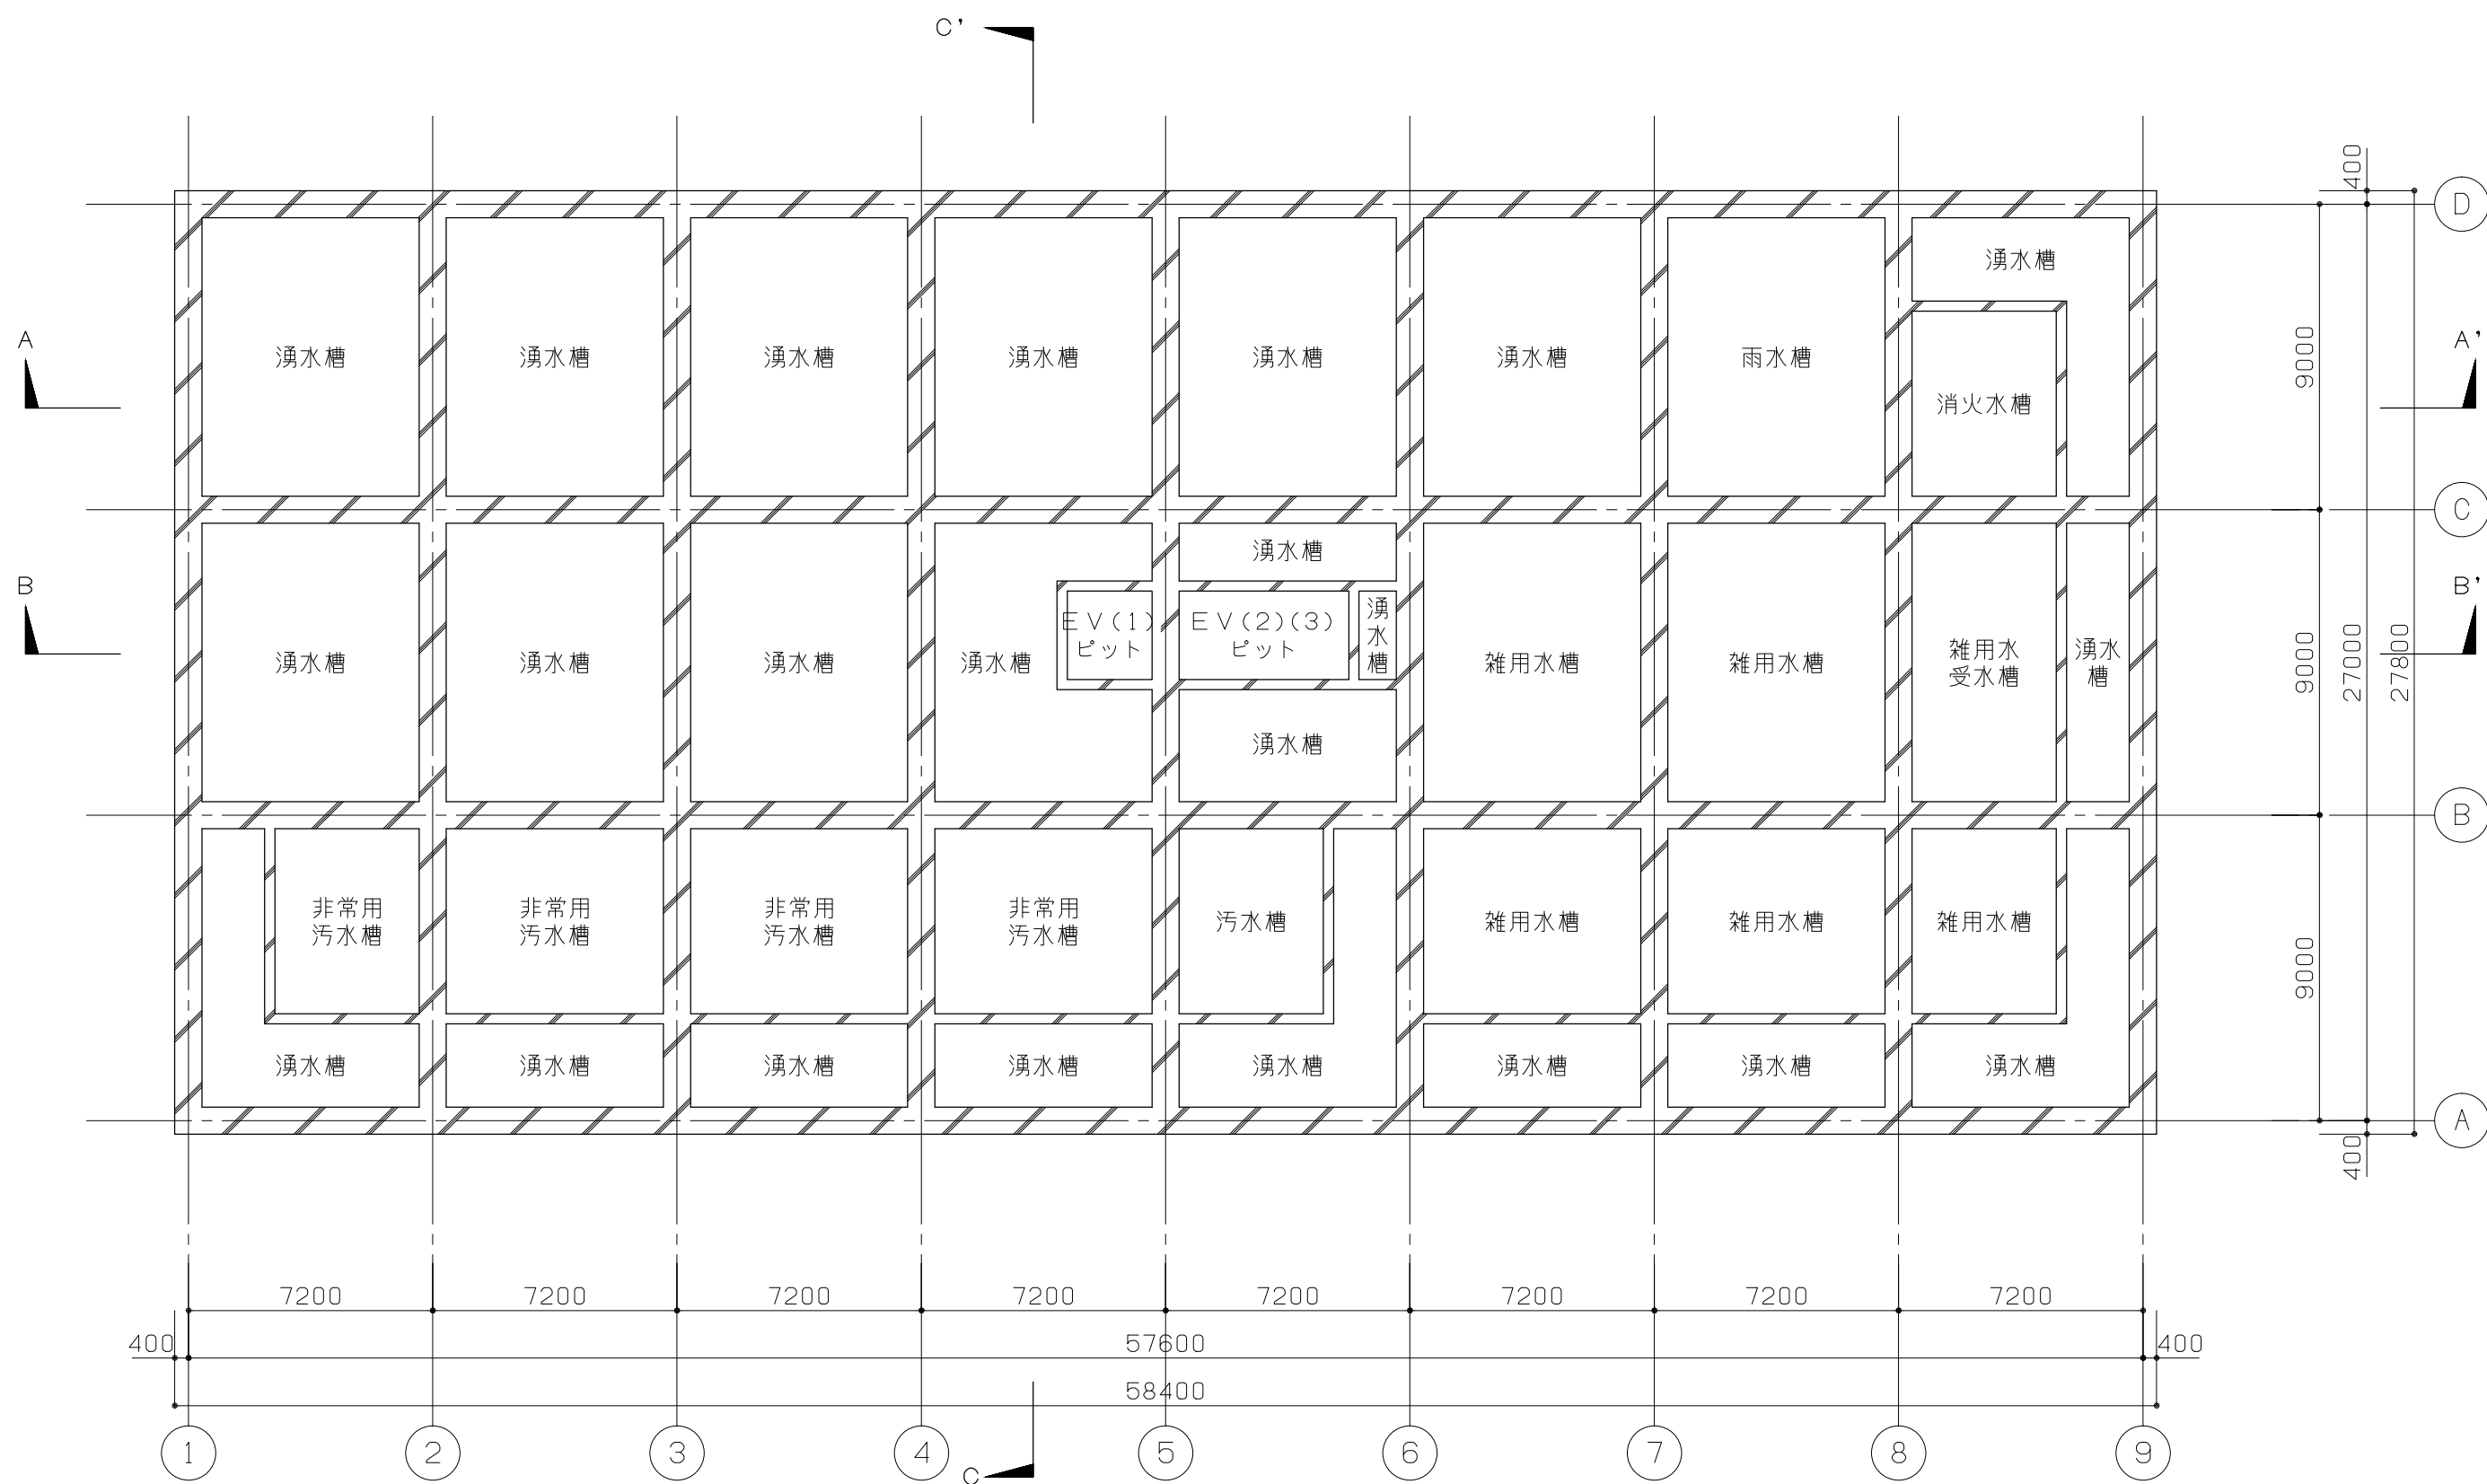 C'
400
D
湧水槽
湧水槽 湧水槽 湧水槽 湧水槽 湧水槽 湧水槽 雨水槽
消火水槽
A
A'
9000
C
湧水槽
B
B'
EV(1)
ピット
EV(2)(3)
ピット
湧
水
槽
湧水槽 湧水槽 湧水槽 湧水槽
雑用水槽 雑用水槽
雑用水
受水槽
湧水
槽
9000
27000
27800
湧水槽
B
非常用
汚水槽
非常用
汚水槽
非常用
汚水槽
非常用
汚水槽
汚水槽 雑用水槽 雑用水槽 雑用水槽
9000
湧水槽 湧水槽 湧水槽 湧水槽 湧水槽 湧水槽 湧水槽 湧水槽
A
400
7200 7200 7200 7200 7200 7200 7200 7200
400 57600 400
58400
1 2 3 4 5 6 7 8 9
C